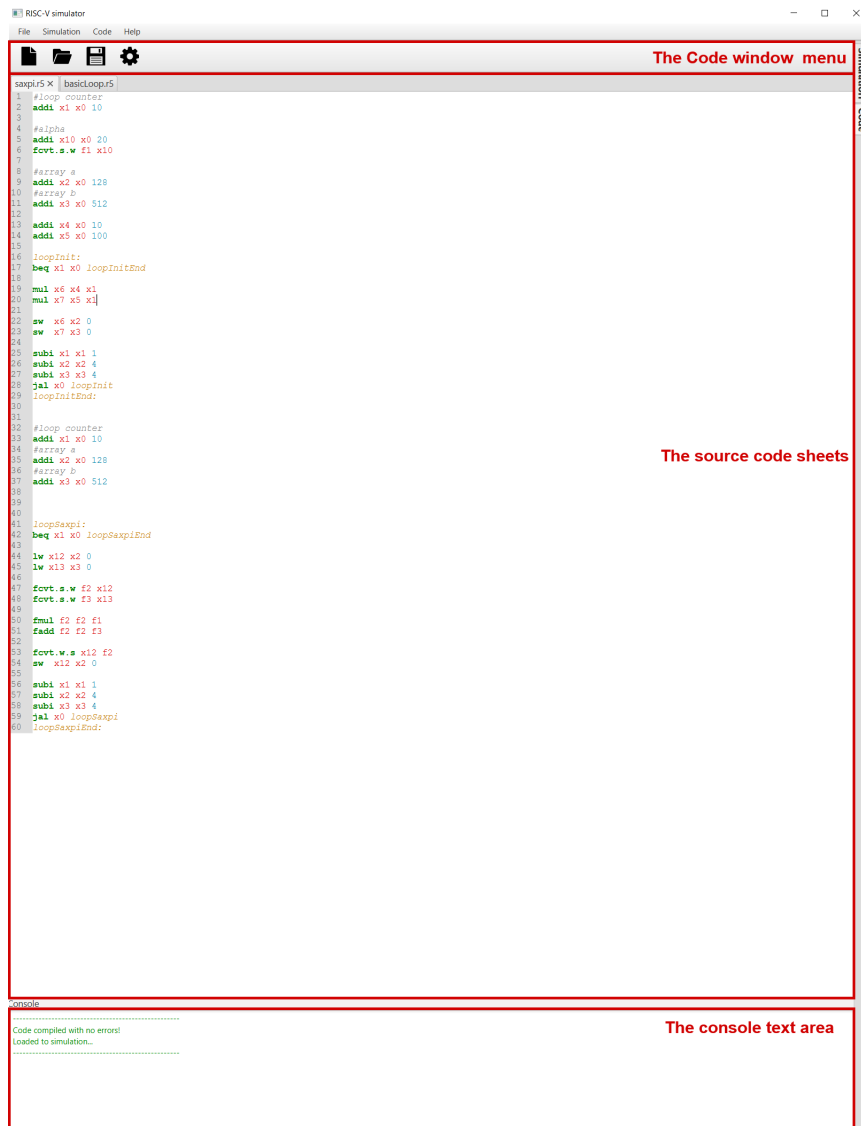 RISC-V simulator
File Simulation Code Help
The Code window menu
Simulation Code
saxpi.r5 × basicLoop.r5
1 #loop counter
2 addi x1 x0 10
3
4 #alpha
5 addi x10 x0 20
6 fcvt.s.w f1 x10
7
8 #array a
9 addi x2 x0 128
10 #array b
11 addi x3 x0 512
12
13 addi x4 x0 10
14 addi x5 x0 100
15
16 loopInit:
17 beq x1 x0 loopInitEnd
18
19 mul x6 x4 x1
20 mul x7 x5 x1
21
22 sw  x6 x2 0
23 sw  x7 x3 0
24
25 subi x1 x1 1
26 subi x2 x2 4
27 subi x3 x3 4
28 jal x0 loopInit
29 loopInitEnd:
30
31
32 #loop counter
33 addi x1 x0 10
34 #array a
35 addi x2 x0 128
36 #array b
37 addi x3 x0 512
The source code sheets
38
39
40
41 loopSaxpi:
42 beq x1 x0 loopSaxpiEnd
43
44 lw x12 x2 0
45 lw x13 x3 0
46
47 fcvt.s.w f2 x12
48 fcvt.s.w f3 x13
49
50 fmul f2 f2 f1
51 fadd f2 f2 f3
52
53 fcvt.w.s x12 f2
54 sw  x12 x2 0
55
56 subi x1 x1 1
57 subi x2 x2 4
58 subi x3 x3 4
59 jal x0 loopSaxpi
60 loopSaxpiEnd:
Console
----------------------------------------------------
Code compiled with no errors!
Loaded to simulation...
----------------------------------------------------
The console text area